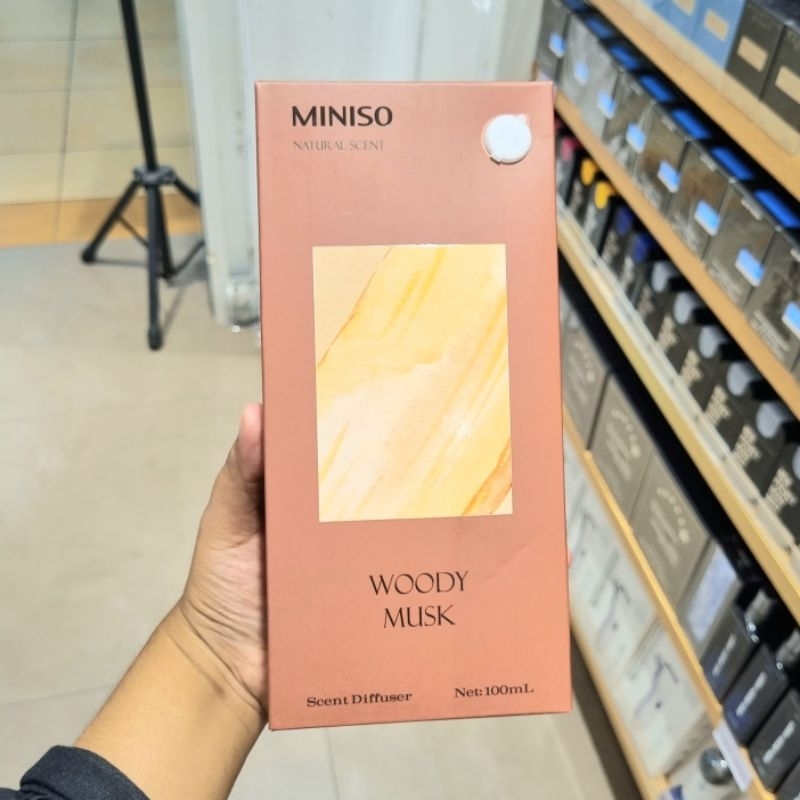 MINISO
NATURAL SCENT
WOODY
MUSK
Scent Diffuser
Net: 100mL